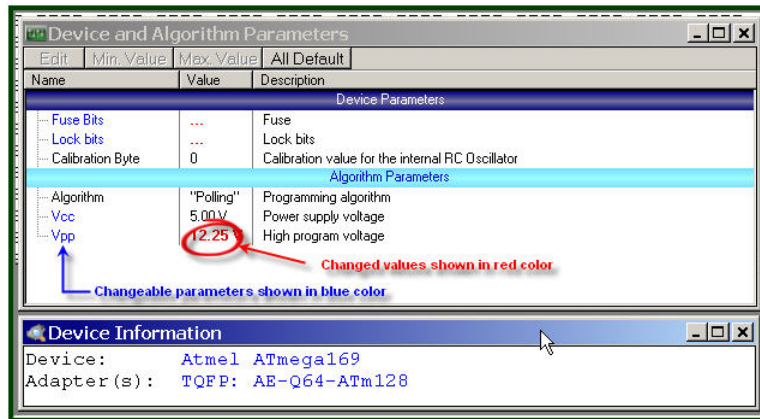 Device and Algorithm Parameters
Edit Min. Value Max. Value All Default
Name Value Description
Device Parameters
Fuse Bits ... Fuse
Lock bits ... Lock bits
Calibration Byte 0 Calibration value for the internal RC Oscillator
Algorithm Parameters
Algorithm "Polling" Programming algorithm
Vcc 5.00 V Power supply voltage
Vpp 12.25 V High program voltage
Changed values shown in red color
Changeable parameters shown in blue color
Device Information
Device: Atmel ATmega169
Adapter(s): TQFP: AE-Q64-ATm128